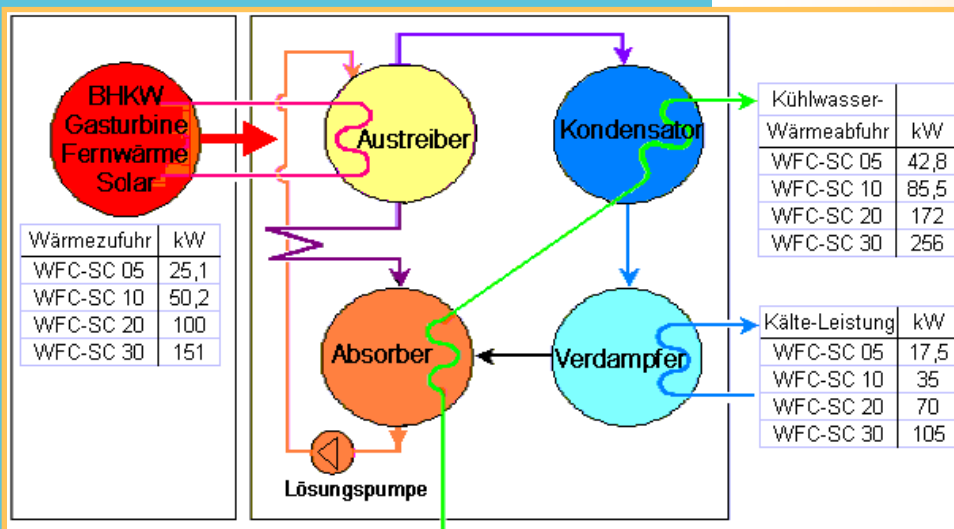 BHKW
Gasturbine
Fernwärme
Solar
Wärmezufuhr kW
WFC-SC 05 25,1
WFC-SC 10 50,2
WFC-SC 20 100
WFC-SC 30 151
Austreiber
Kondensator
Absorber
Verdampfer
Lösungspumpe
Kühlwasser-
Wärmeabfuhr kW
WFC-SC 05 42,8
WFC-SC 10 85,5
WFC-SC 20 172
WFC-SC 30 256
Kälte-Leistung kW
WFC-SC 05 17,5
WFC-SC 10 35
WFC-SC 20 70
WFC-SC 30 105